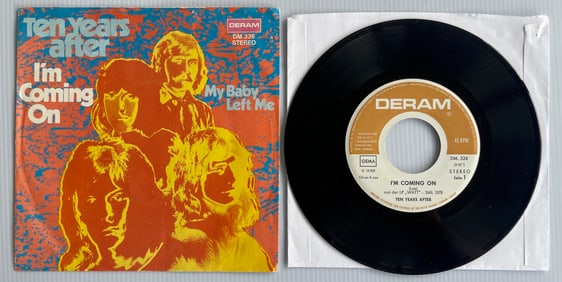 Ten Years
after
DERAM
DM 326
STEREO
I'm
Coming
On
My Baby
Left Me
DERAM
45 RPM
GEMA
DM. 326
STEREO
Seite 1
I'M COMING ON
(Lee)
aus der LP „WATT" - SML 1078
TEN YEARS AFTER